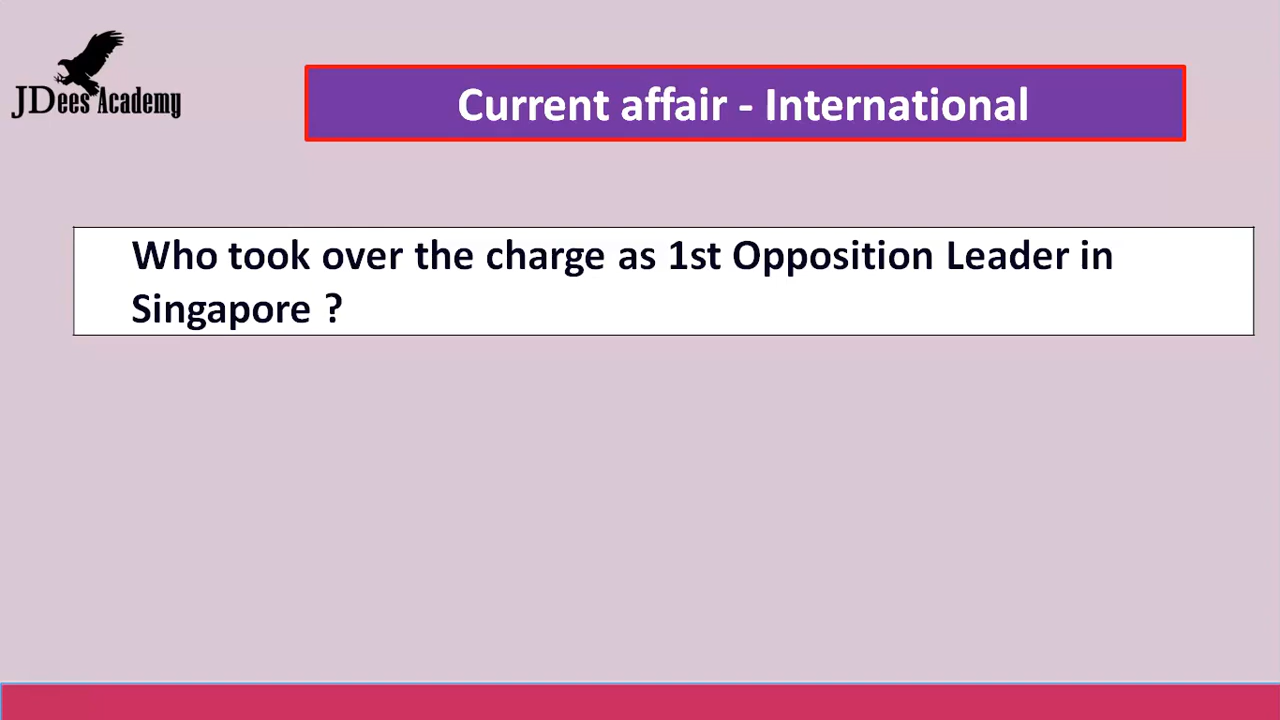 JDees Academy
Current affair - International
Who took over the charge as 1st Opposition Leader in
Singapore ?